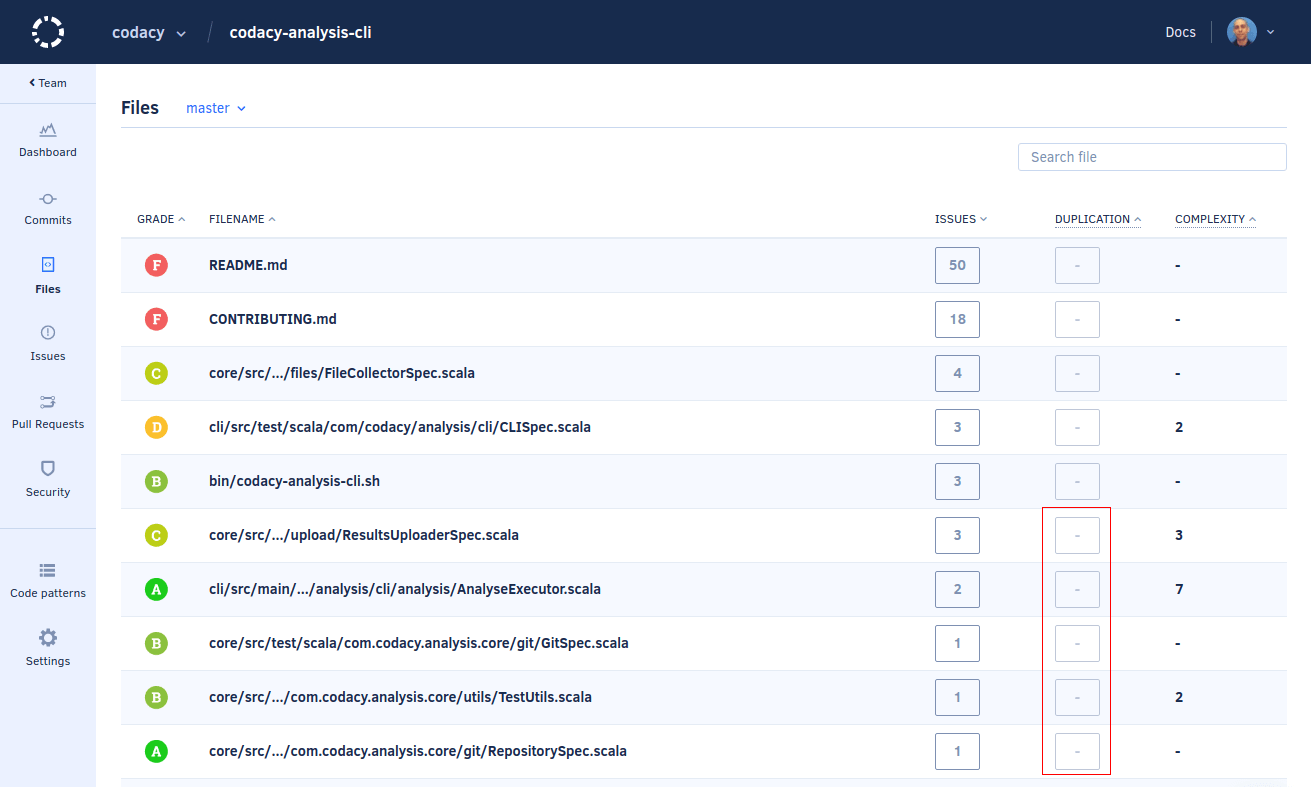 codacy codacy-analysis-cli Docs
Team
Dashboard
Commits
Files
Issues
Pull Requests
Security
Code patterns
Settings
Files master
Search file
GRADE FILENAME ISSUES DUPLICATION COMPLEXITY
F README.md 50 - -
F CONTRIBUTING.md 18 - -
C core/src/.../files/FileCollectorSpec.scala 4 - -
D cli/src/test/scala/com/codacy/analysis/cli/CLISpec.scala 3 - 2
B bin/codacy-analysis-cli.sh 3 - -
C core/src/.../upload/ResultsUploaderSpec.scala 3 - 3
A cli/src/main/.../analysis/cli/analysis/AnalyseExecutor.scala 2 - 7
B core/src/test/scala/com.codacy.analysis.core/git/GitSpec.scala 1 - -
B core/src/.../com.codacy.analysis.core/utils/TestUtils.scala 1 - 2
A core/src/.../com.codacy.analysis.core/git/RepositorySpec.scala 1 - -